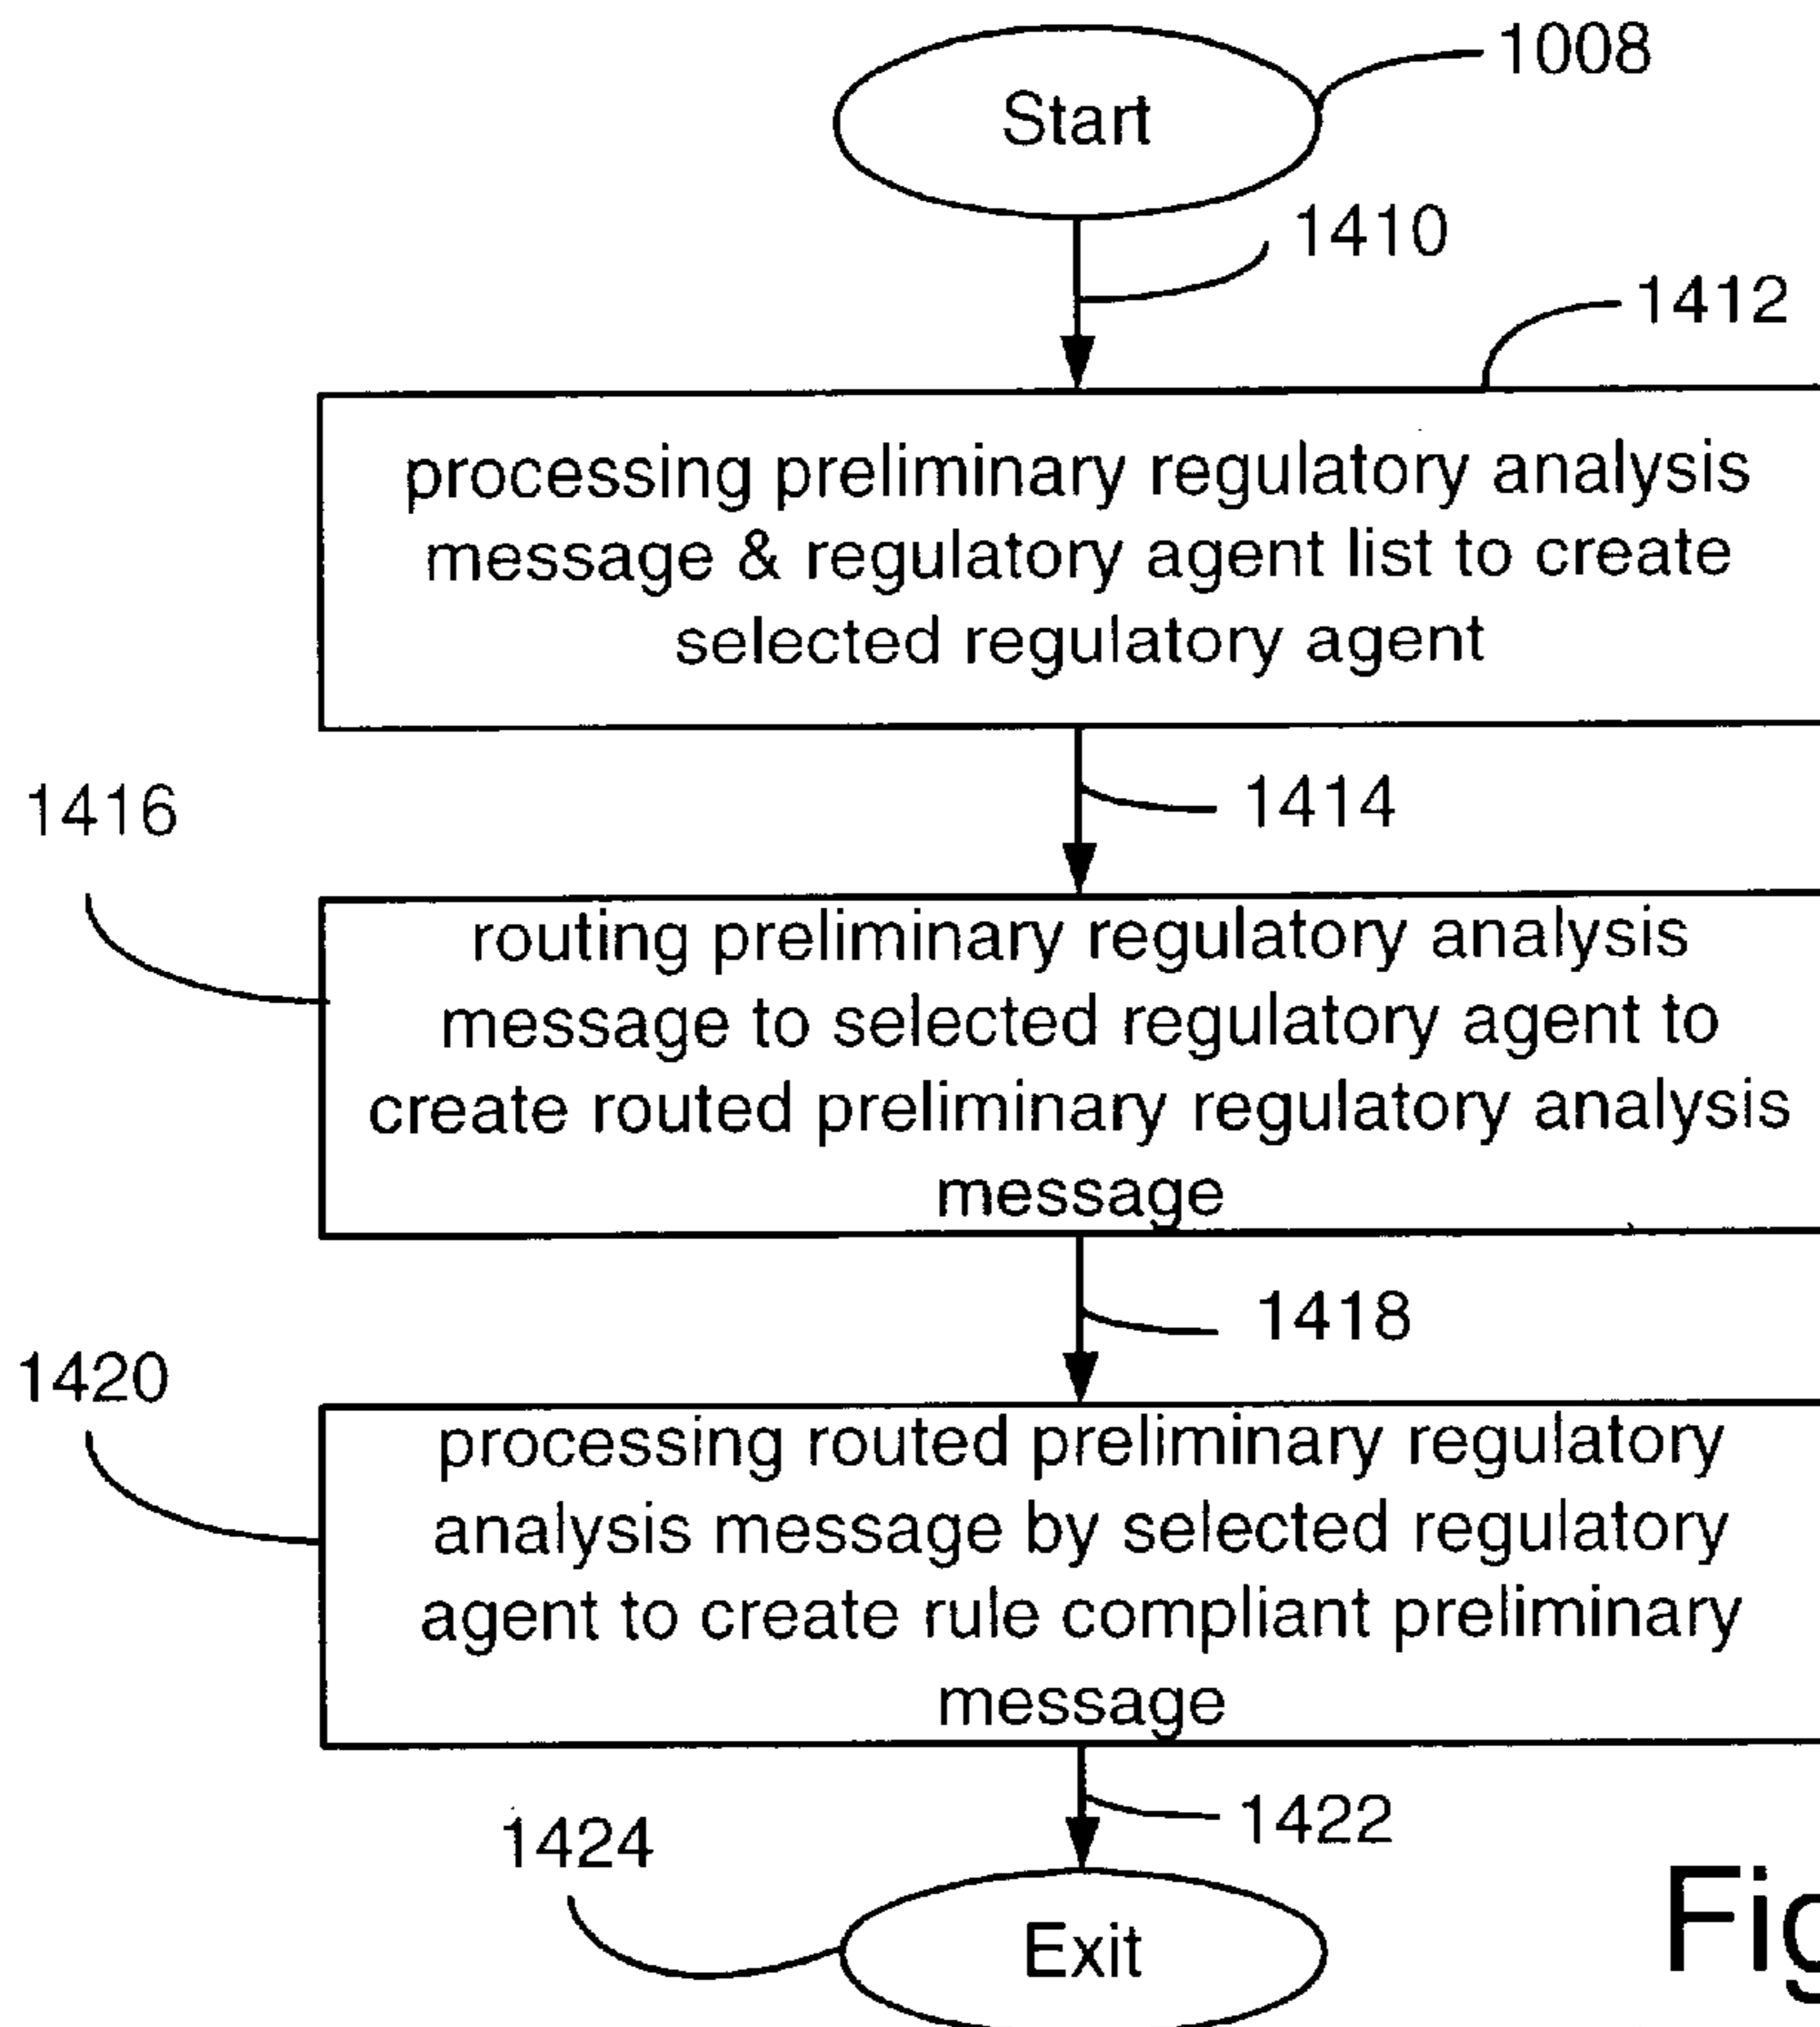 1008
Start
1410
1412
processing preliminary regulatory analysis
message & regulatory agent list to create
selected regulatory agent
1414
1416
routing preliminary regulatory analysis
message to selected regulatory agent to
create routed preliminary regulatory analysis
message
1418
1420
processing routed preliminary regulatory
analysis message by selected regulatory
agent to create rule compliant preliminary
message
1422
1424
Exit
Fig